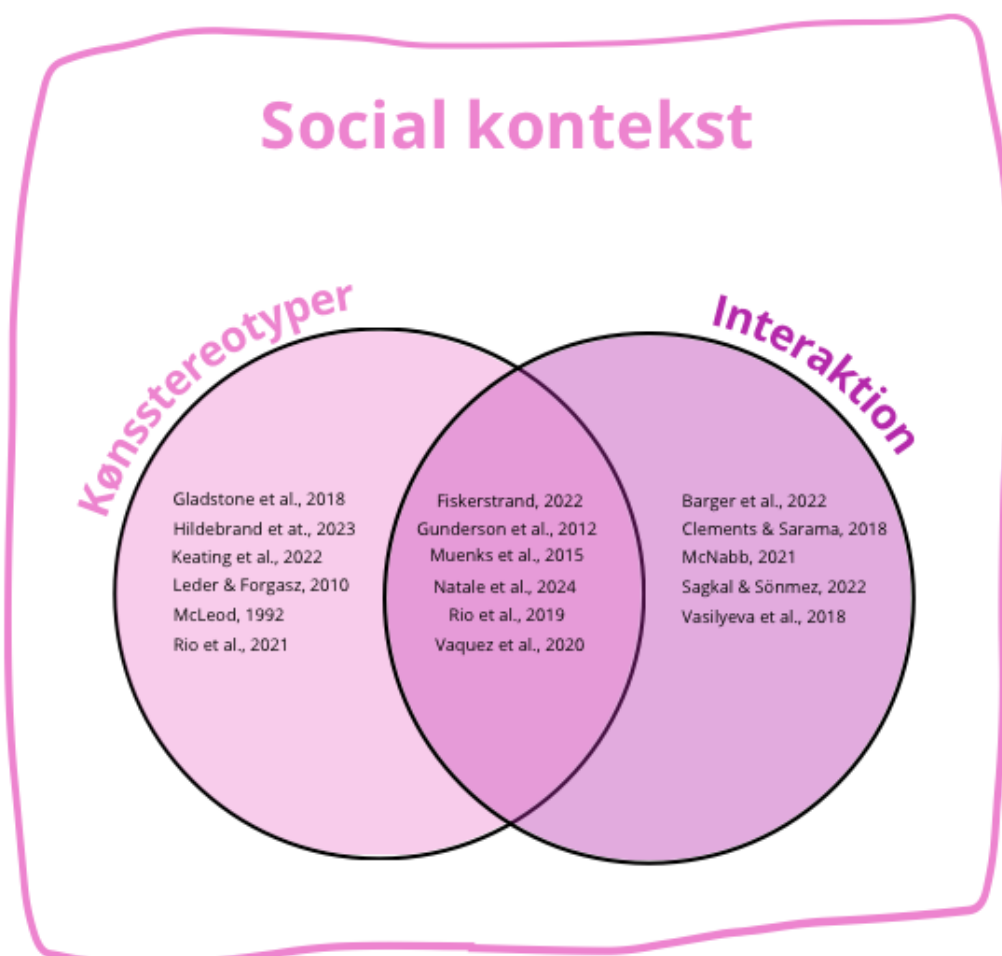 Social kontekst
Kønsstereotyper
Gladstone et al., 2018
Hildebrand et at., 2023
Keating et al., 2022
Leder & Forgasz, 2010
McLeod, 1992
Rio et al., 2021
Fiskerstrand, 2022
Gunderson et al., 2012
Muenks et al., 2015
Natale et al., 2024
Rio et al., 2019
Vaquez et al., 2020
Interaktion
Barger et al., 2022
Clements & Sarama, 2018
McNabb, 2021
Sagkal & Sönmez, 2022
Vasilyeva et al., 2018